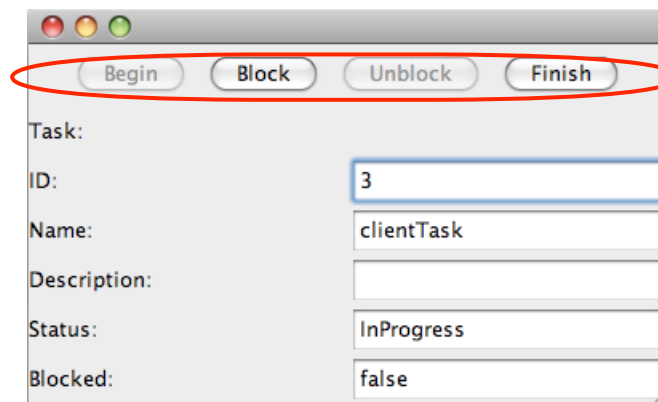 Begin Block Unblock Finish
Task:
ID: 3
Name: clientTask
Description:
Status: InProgress
Blocked: false